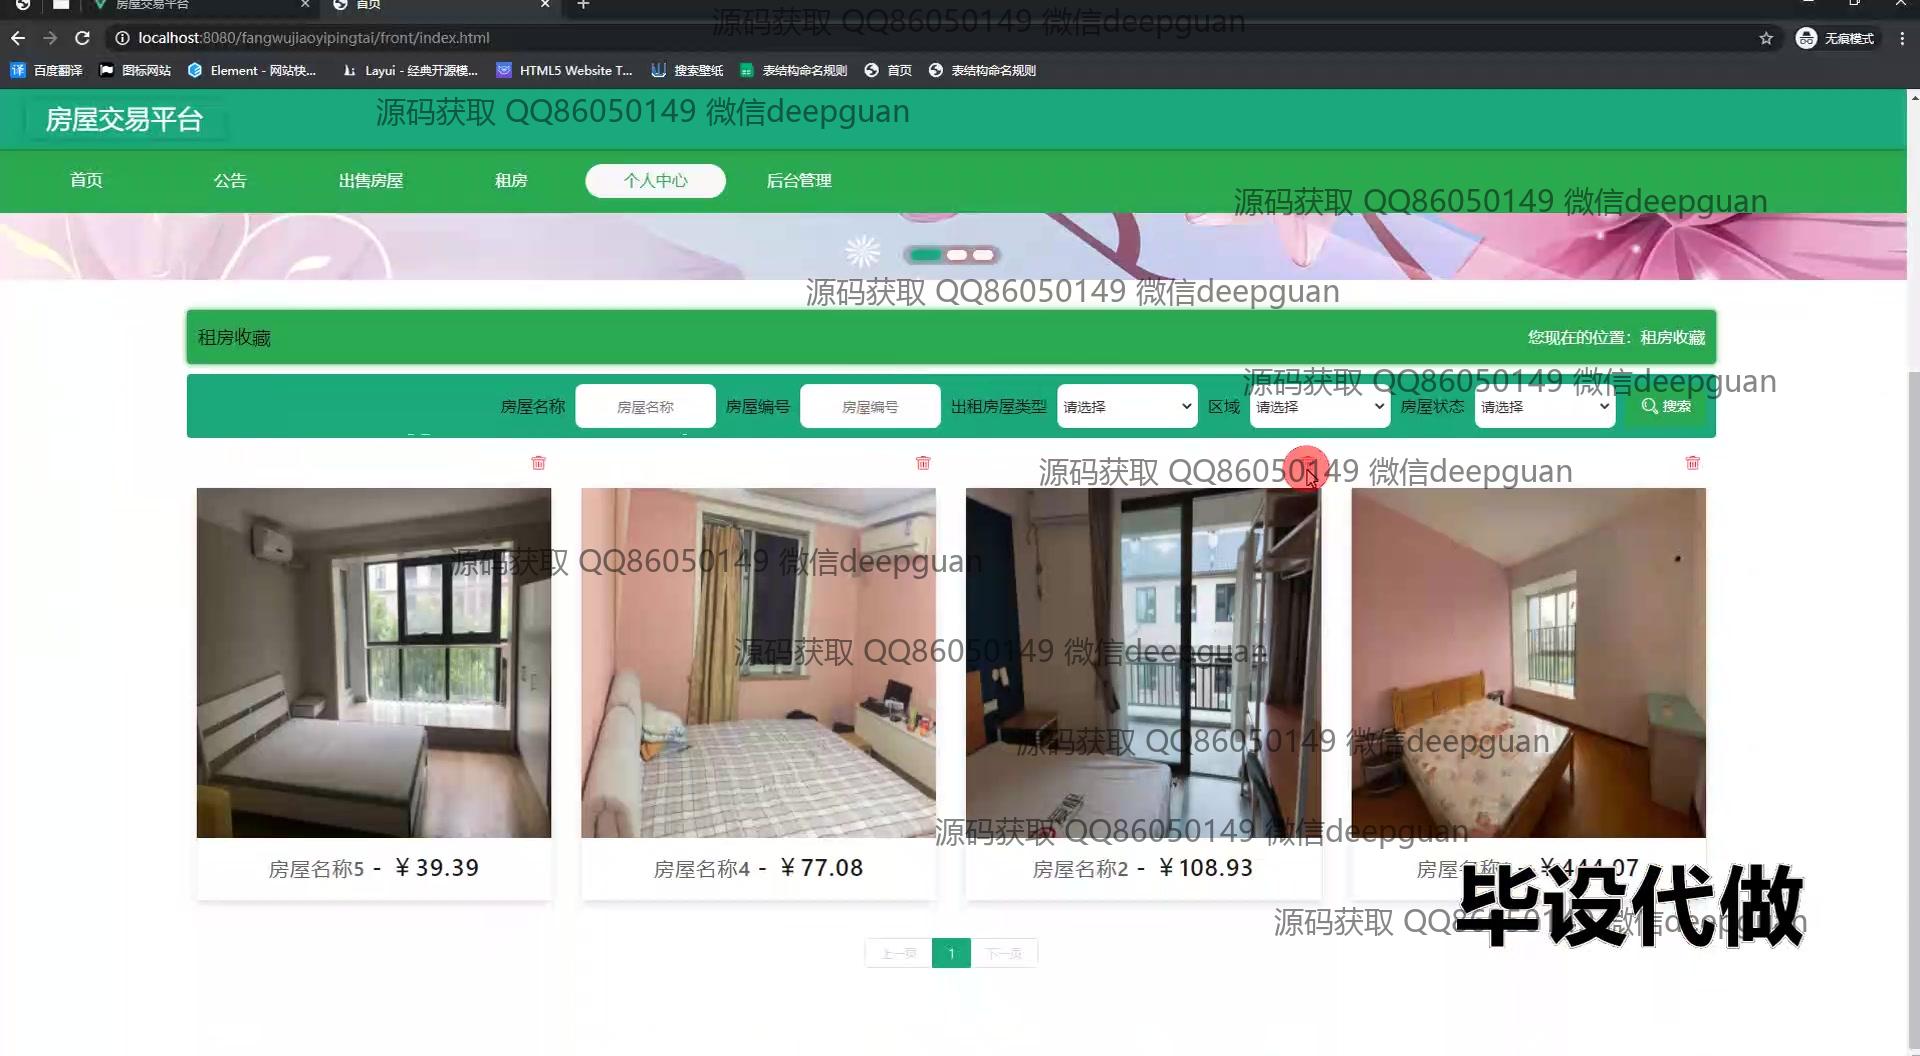 房屋交易平台
首页
源码获取 QQ86050149 微信deepguan
localhost:8080/fangwujiaoyipingtai/front/index.html
无痕模式
百度翻译
图标网站
Element - 网站快...
Layui - 经典开源模...
HTML5 Website T...
搜索壁纸
表结构命名规则
首页
表结构命名规则
房屋交易平台
源码获取 QQ86050149 微信deepguan
首页
公告
出售房屋
租房
个人中心
后台管理
源码获取 QQ86050149 微信deepguan
源码获取 QQ86050149 微信deepguan
租房收藏
您现在的位置：租房收藏
源码获取 QQ86050149 微信deepguan
房屋名称 房屋名称
房屋编号 房屋编号
出租房屋类型 请选择
区域 请选择
房屋状态 请选择
搜索
源码获取 QQ86050149 微信deepguan
源码获取 QQ86050149 微信deepguan
源码获取 QQ86050149 微信deepguan
源码获取 QQ86050149 微信deepguan
源码获取 QQ86050149 微信deepguan
房屋名称5 - ￥39.39
房屋名称4 - ￥77.08
房屋名称2 - ￥108.93
房屋名称 - ￥444.07
毕设代做
源码获取 QQ86050149 微信deepguan
上一页
1
下一页